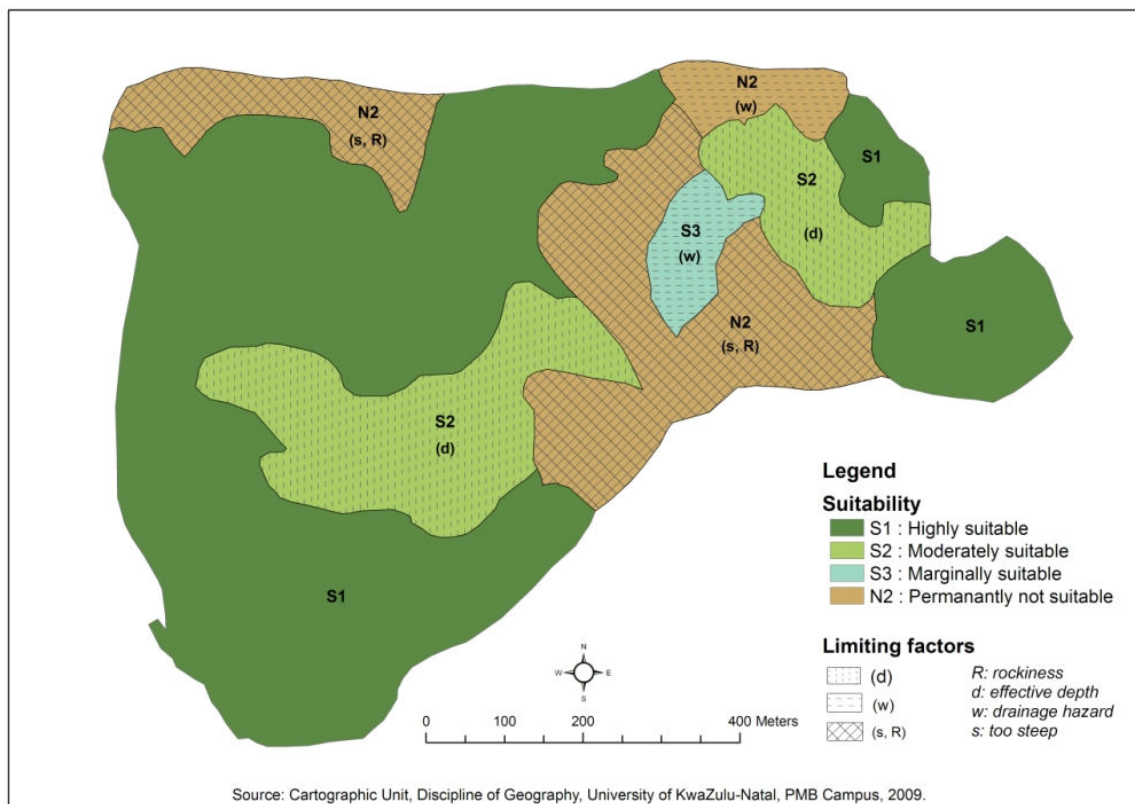 N2
(s, R)
N2
(w)
S1
S2
(d)
S3
(w)
S1
N2
(s, R)
S2
(d)
S1
Legend
Suitability
S1 : Highly suitable
S2 : Moderately suitable
S3 : Marginally suitable
N2 : Permanantly not suitable
Limiting factors
(d)
(w)
(s, R)
R: rockiness
d: effective depth
w: drainage hazard
s: too steep
N
W E
S
0 100 200 400 Meters
Source: Cartographic Unit, Discipline of Geography, University of KwaZulu-Natal, PMB Campus, 2009.